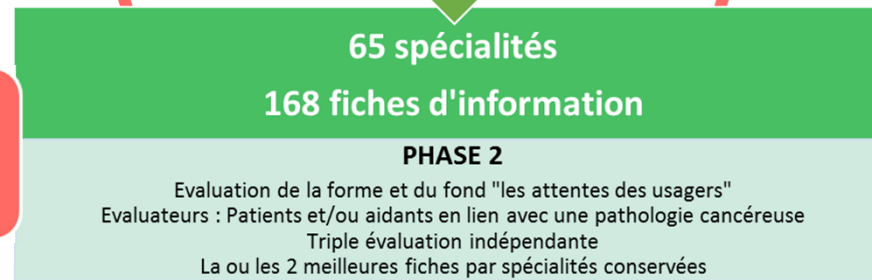 65 spécialités
168 fiches d'information
PHASE 2
Evaluation de la forme et du fond "les attentes des usagers"
Evaluateurs : Patients et/ou aidants en lien avec une pathologie cancéreuse
Triple évaluation indépendante
La ou les 2 meilleures fiches par spécialités conservées